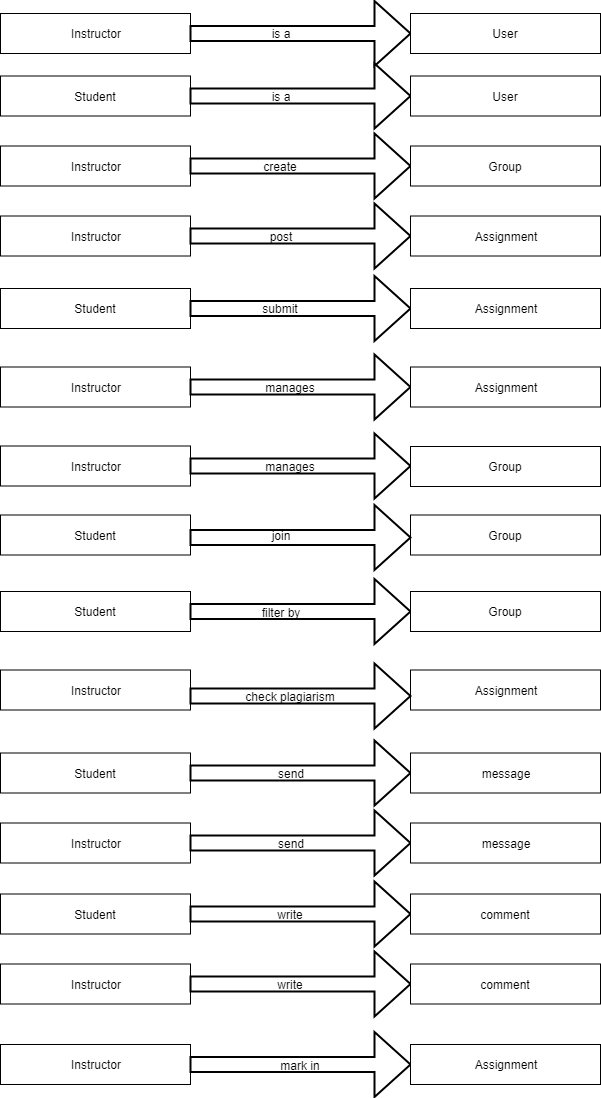 Instructor is a User
Student is a User
Instructor create Group
Instructor post Assignment
Student submit Assignment
Instructor manages Assignment
Instructor manages Group
Student join Group
Student filter by Group
Instructor check plagiarism Assignment
Student send message
Instructor send message
Student write comment
Instructor write comment
Instructor mark in Assignment